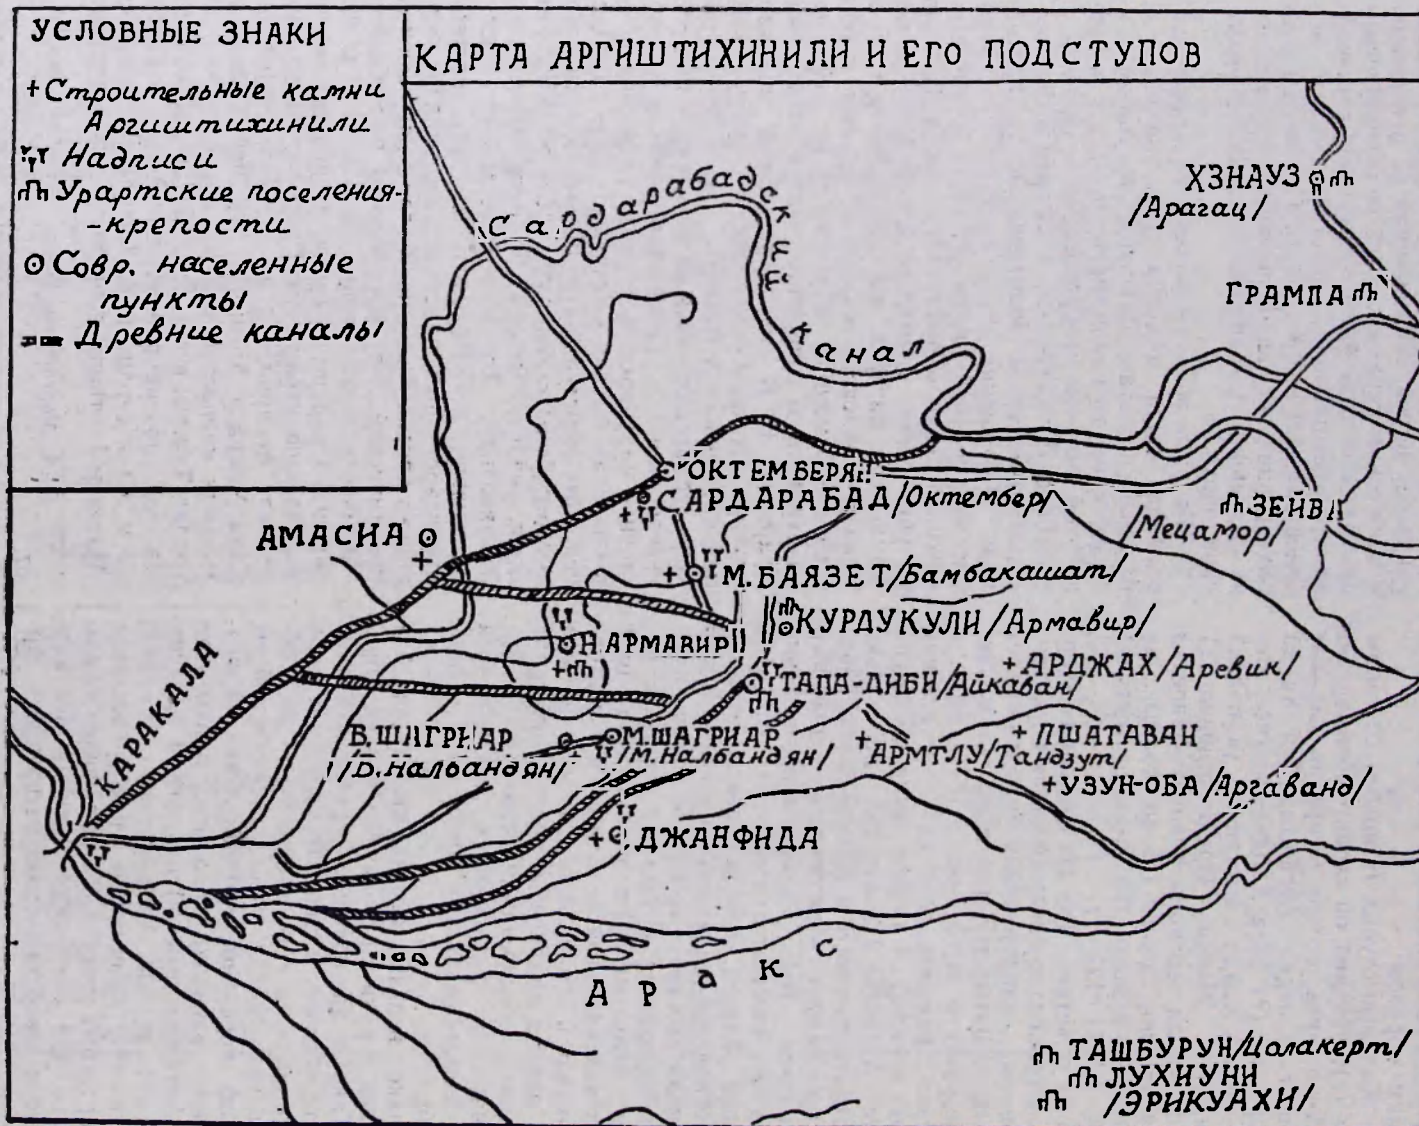 УСЛОВНЫЕ ЗНАКИ
Строительные камни
Аргиштихинили
Надписи
Урартские поселения-
-крепости
Совр. населенные
пункты
Древние каналы
КАРТА АРГИШТИХИНИЛИ И ЕГО ПОДСТУПОВ
Сардарабадский канал
ХЗНАУЗ
/Арагац/
ГРАМПА
ОКТЕМБЕРЯН
САРДАРАБАД/Октембер/
ЗЕЙВА
/Мецамор/
АМАСИА
М.БАЯЗЕТ/Бамбакашат/
КУРДУКУЛИ/Армавир/
Н.АРМАВИР
АРДЖАХ/Аревик/
ТАПА-ДИБИ/Айкаван/
КАРАКАЛА
В.ШАГРИАР
/В.Налбандян/
М.ШАГРИАР
/М.Налбандян/
ПШАТАВАН
АРМТЛУ/Тандзут/
УЗУН-ОБА/Аргаванд/
ДЖАНФИДА
АРаКС
ТАШБУРУН/Цолакерт/
ЛУХИУНИ
/ЭРИКУАХИ/